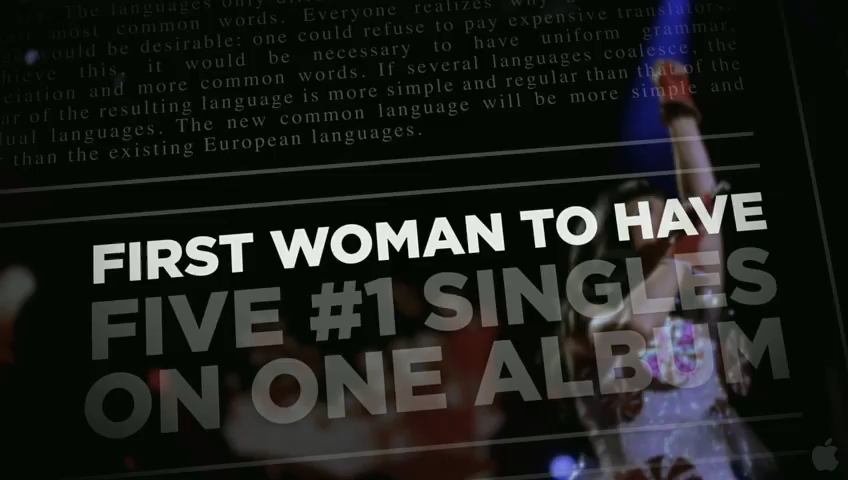 The languages only
most common words. Everyone realizes why
would be desirable: one could refuse to pay expensive translators.
this, it would be necessary to have uniform grammar,
and more common words. If several languages coalesce, the
of the resulting language is more simple and regular than that of the
languages. The new common language will be more simple and
than the existing European languages.
FIRST WOMAN TO HAVE
FIVE #1 SINGLES
ON ONE ALBUM